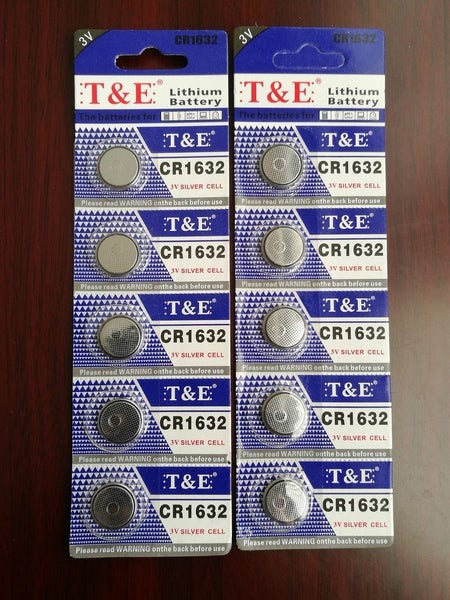 3V CR1632
T&E® Lithium Battery
The batteries for
T&E
CR1632
3V SILVER CELL
Please read WARNING onthe back before use
T&E
CR1632
3V SILVER CELL
Please read WARNING onthe back before use
T&E
CR1632
3V SILVER CELL
Please read WARNING onthe back before use
T&E
CR1632
3V SILVER CELL
Please read WARNING onthe back before use
T&E
CR1632
3V SILVER CELL
Please read WARNING onthe back before use
3V CR1632
T&E® Lithium Battery
The batteries for
T&E
CR1632
3V SILVER CELL
Please read WARNING onthe back before use
T&E
CR1632
3V SILVER CELL
Please read WARNING onthe back before use
T&E
CR1632
3V SILVER CELL
Please read WARNING onthe back before use
T&E
CR1632
3V SILVER CELL
Please read WARNING onthe back before use
T&E
CR1632
3V SILVER CELL
Please read WARNING onthe back before use